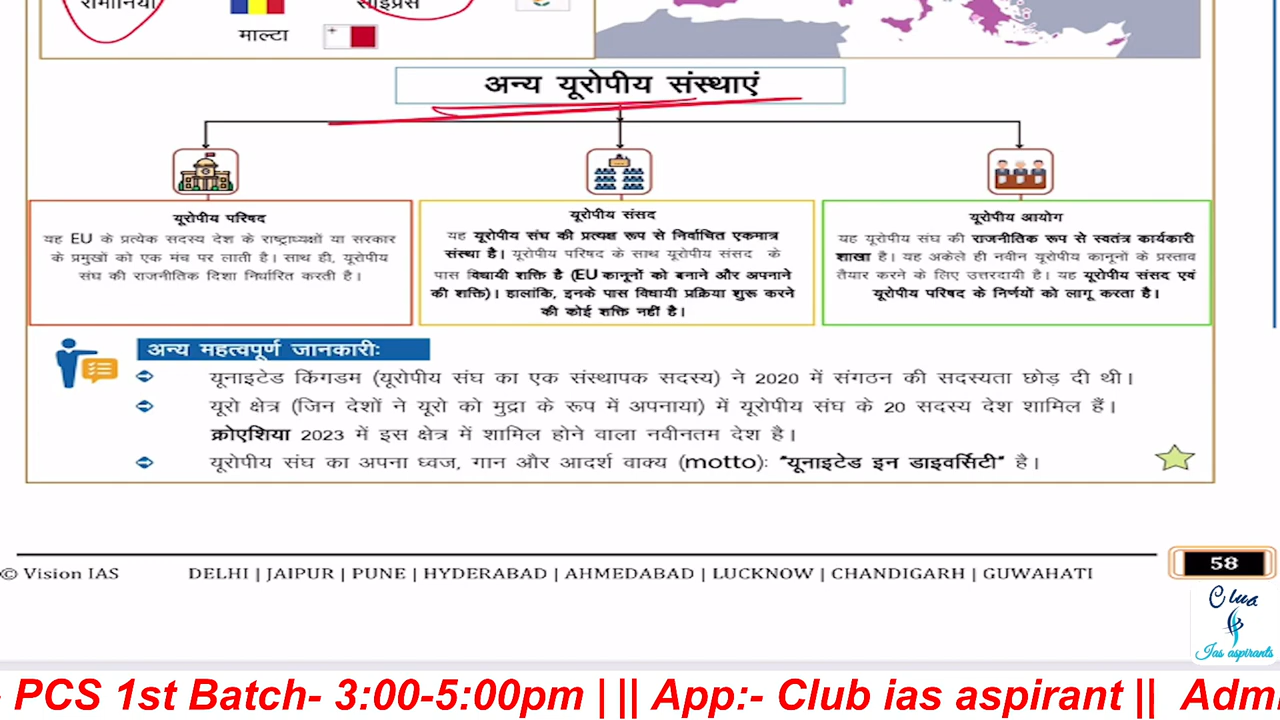 रोमानिया
साइप्रस
माल्टा
अन्य यूरोपीय संस्थाएं
यूरोपीय परिषद
यह EU के प्रत्येक सदस्य देश के राष्ट्राध्यक्षों या सरकार
के प्रमुखों को एक मंच पर लाती है। साथ ही, यूरोपीय
संघ की राजनीतिक दिशा निर्धारित करती है।
यूरोपीय संसद
यह यूरोपीय संघ की प्रत्यक्ष रूप से निर्वाचित एकमात्र
संस्था है। यूरोपीय परिषद के साथ यूरोपीय संसद के
पास विधायी शक्ति है (EU कानूनों को बनाने और अपनाने
की शक्ति)। हालांकि, इनके पास विधायी प्रक्रिया शुरू करने
की कोई शक्ति नहीं है।
यूरोपीय आयोग
यह यूरोपीय संघ की राजनीतिक रूप से स्वतंत्र कार्यकारी
शाखा है। यह अकेले ही नवीन यूरोपीय कानूनों के प्रस्ताव
तैयार करने के लिए उत्तरदायी है। यह यूरोपीय संसद एवं
यूरोपीय परिषद के निर्णयों को लागू करता है।
अन्य महत्वपूर्ण जानकारी:
यूनाइटेड किंगडम (यूरोपीय संघ का एक संस्थापक सदस्य) ने 2020 में संगठन की सदस्यता छोड़ दी थी।
यूरो क्षेत्र (जिन देशों ने यूरो को मुद्रा के रूप में अपनाया) में यूरोपीय संघ के 20 सदस्य देश शामिल हैं।
क्रोएशिया 2023 में इस क्षेत्र में शामिल होने वाला नवीनतम देश है।
यूरोपीय संघ का अपना ध्वज, गान और आदर्श वाक्य (motto): "यूनाइटेड इन डाइवर्सिटी" है।
© Vision IAS
DELHI | JAIPUR | PUNE | HYDERABAD | AHMEDABAD | LUCKNOW | CHANDIGARH | GUWAHATI
58
Club
Ias aspirants
- PCS 1st Batch- 3:00-5:00pm | || App:- Club ias aspirant || Admi